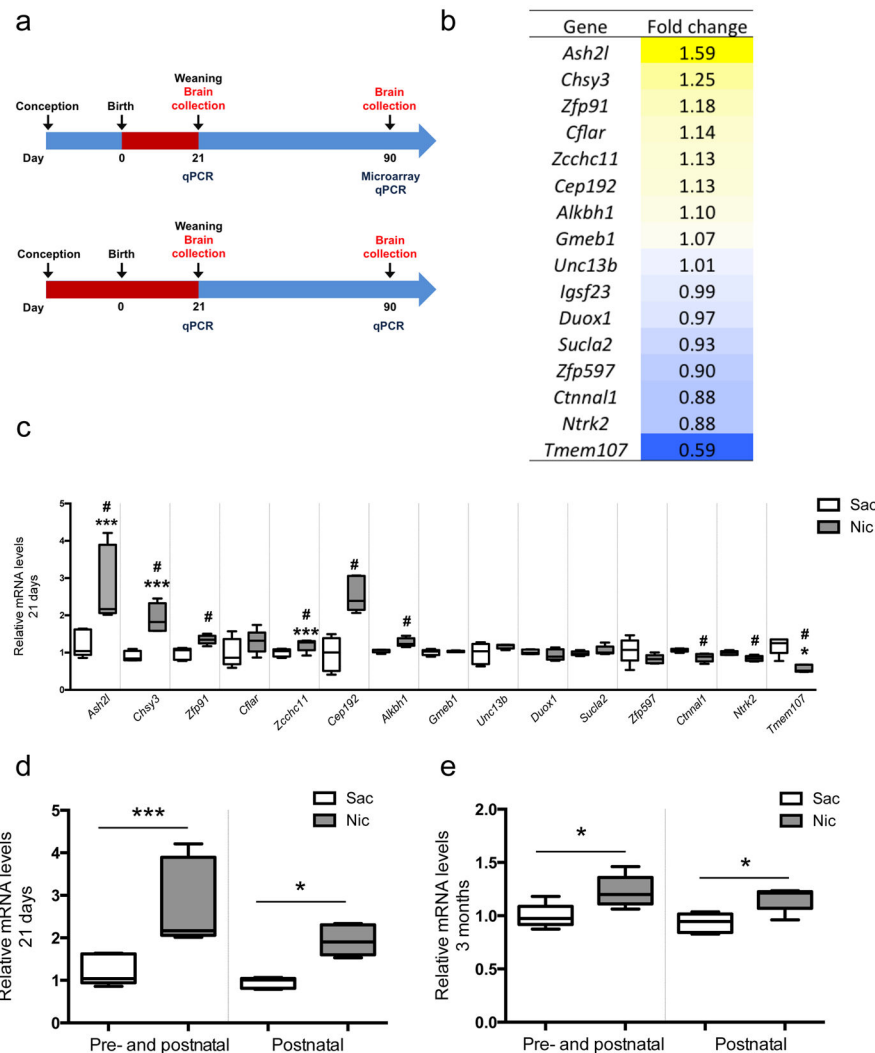 a
Conception Birth Weaning
Brain
collection
Brain
collection
Day 0 21 90
qPCR Microarray
qPCR
Conception Birth Weaning
Brain
collection
Brain
collection
Day 0 21 90
qPCR qPCR
b
Gene Fold change
Ash2l 1.59
Chsy3 1.25
Zfp91 1.18
Cflar 1.14
Zcchc11 1.13
Cep192 1.13
Alkbh1 1.10
Gmeb1 1.07
Unc13b 1.01
Igsf23 0.99
Duox1 0.97
Sucla2 0.93
Zfp597 0.90
Ctnnal1 0.88
Ntrk2 0.88
Tmem107 0.59
c
Relative mRNA levels
21 days
5
4
3
2
1
0
#
***
#
***
#
#
***
#
#
#
#
#
*
Sac
Nic
Ash2l Chsy3 Zfp91 Cflar Zcchc11 Cep192 Alkbh1 Gmeb1 Unc13b Duox1 Sucla2 Zfp597 Ctnnal1 Ntrk2 Tmem107
d
Relative mRNA levels
21 days
5
4
3
2
1
0
***
*
Sac
Nic
Pre- and postnatal Postnatal
e
Relative mRNA levels
3 months
2.0
1.5
1.0
0.5
0.0
*
*
Sac
Nic
Pre- and postnatal Postnatal